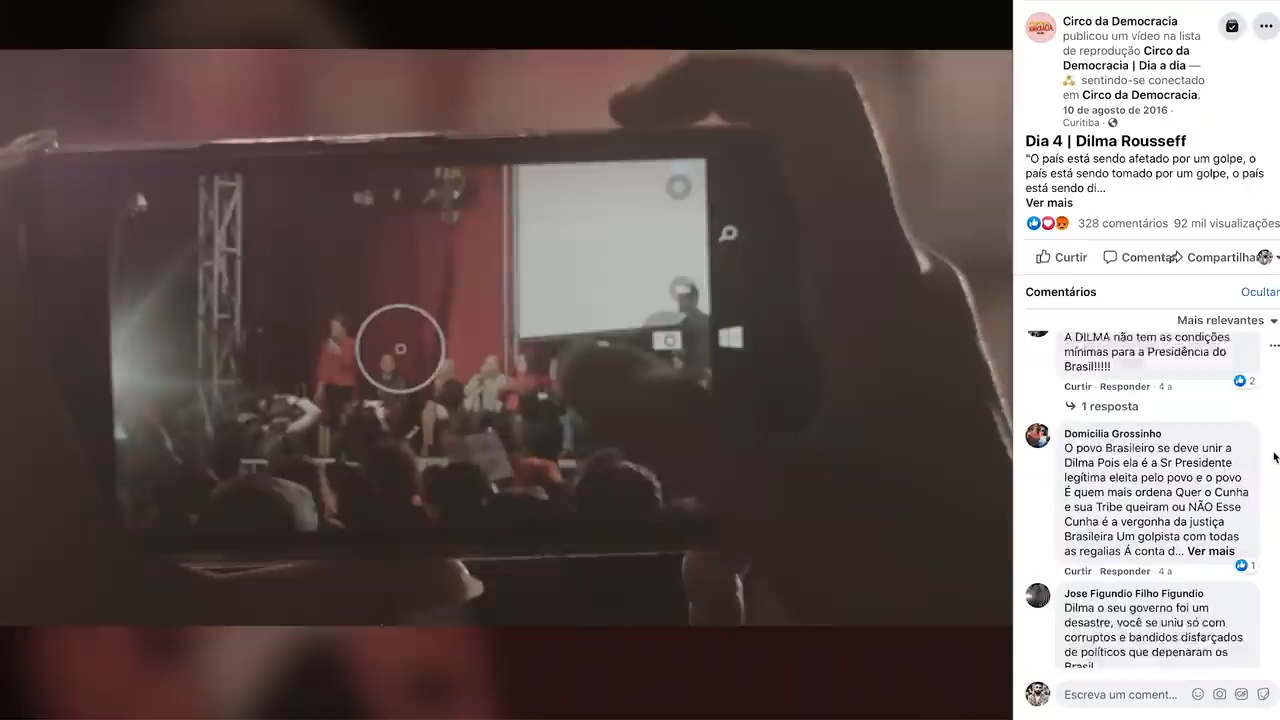 Circo da Democracia
publicou um vídeo na lista
de reprodução Circo da
Democracia | Dia a dia —
sentindo-se conectado
em Circo da Democracia.
10 de agosto de 2016 ·
Curitiba ·
Dia 4 | Dilma Rousseff
"O país está sendo afetado por um golpe, o
país está sendo tomado por um golpe, o país
está sendo di...
Ver mais
328 comentários 92 mil visualizações
Curtir Comentar Compartilhar
Comentários Ocultar
Mais relevantes
A DILMA não tem as condições
mínimas para a Presidência do
Brasil!!!!!
2
Curtir · Responder · 4 a
1 resposta
Domicilia Grossinho
O povo Brasileiro se deve unir a
Dilma Pois ela é a Sr Presidente
legítima eleita pelo povo e o povo
É quem mais ordena Quer o Cunha
e sua Tribe queiram ou NÃO Esse
Cunha é a vergonha da justiça
Brasileira Um golpista com todas
as regalias Á conta d... Ver mais
1
Curtir Responder · 4 a
Jose Figundio Filho Figundio
Dilma o seu governo foi um
desastre, você se uniu só com
corruptos e bandidos disfarçados
de políticos que depenaram os
Brasil
Escreva um coment...
GIF